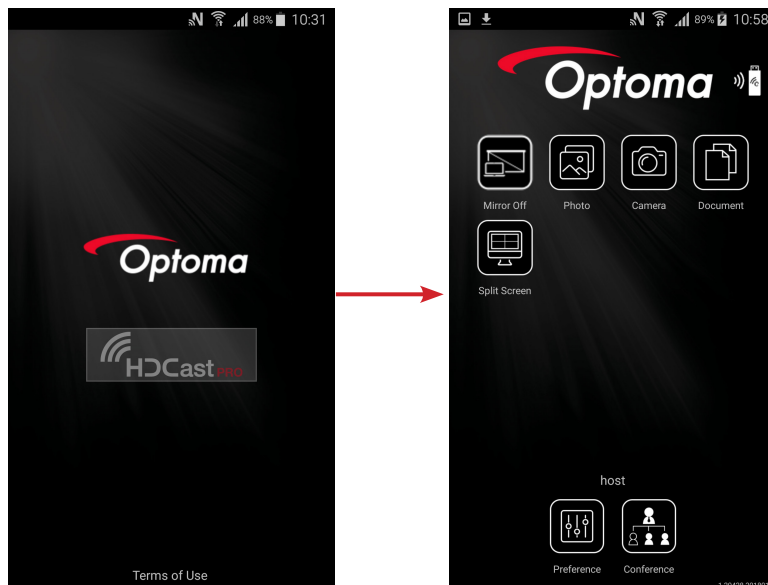 88% 10:31
Optoma
HDCast PRO
Terms of Use
89% 10:58
Optoma
Mirror Off Photo Camera Document
Split Screen
host
Preference Conference